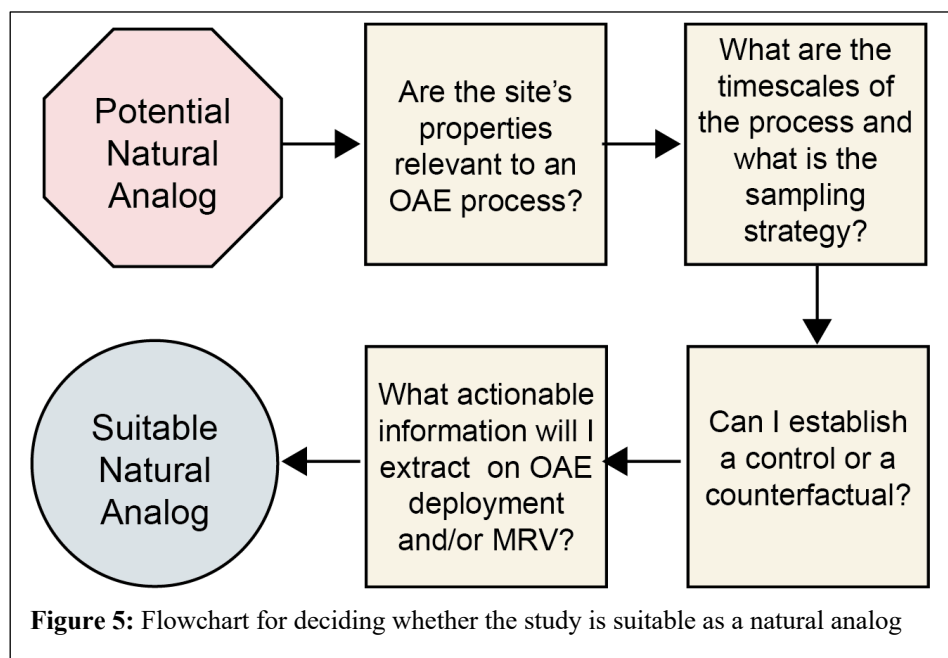 Potential
Natural
Analog
Are the site's
properties
relevant to an
OAE process?
What are the
timescales of
the process and
what is the
sampling
strategy?
Can I establish
a control or a
counterfactual?
What actionable
information will I
extract  on OAE
deployment
and/or MRV?
Suitable
Natural
Analog
Figure 5: Flowchart for deciding whether the study is suitable as a natural analog